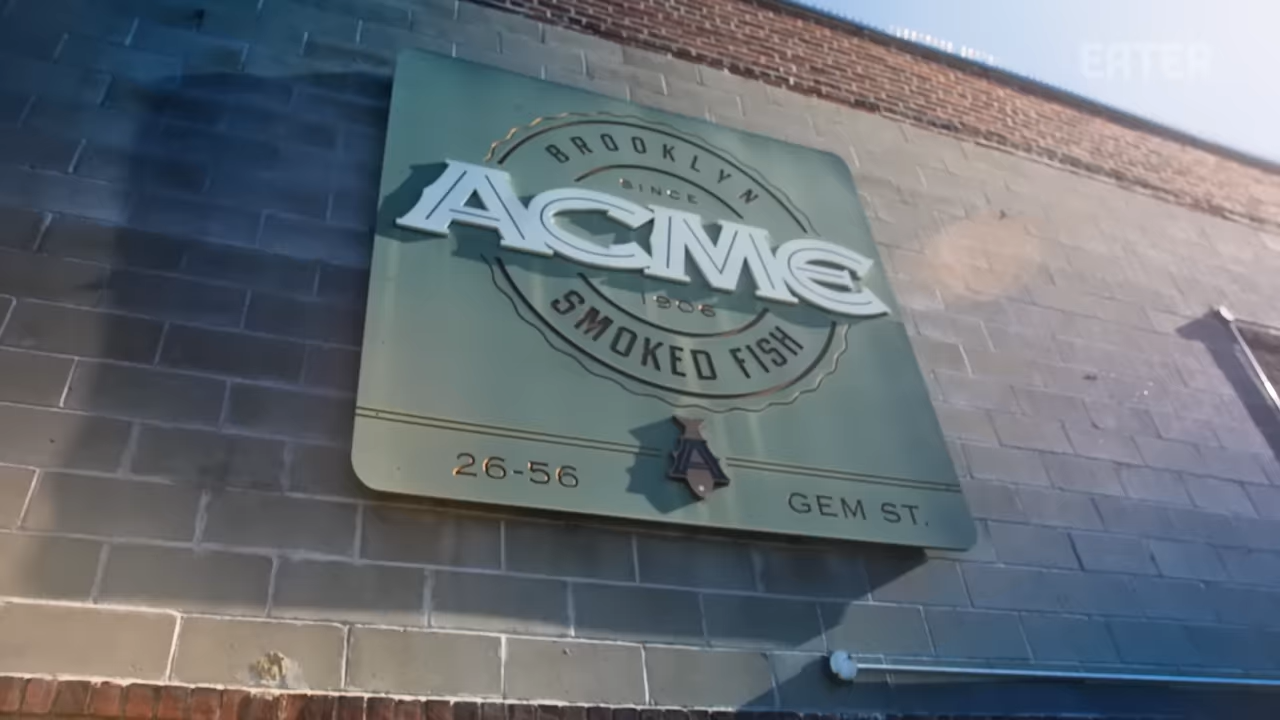 EATER
BROOKLYN
SINCE
ACME
1906
SMOKED FISH
A
26-56
GEM ST.